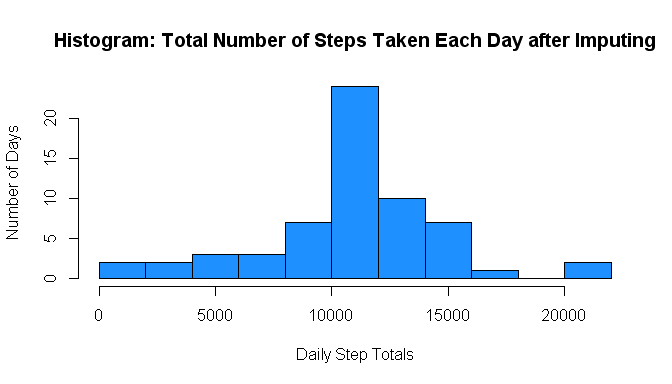 Histogram: Total Number of Steps Taken Each Day after Imputing
Number of Days
20
15
10
5
0
0 5000 10000 15000 20000
Daily Step Totals